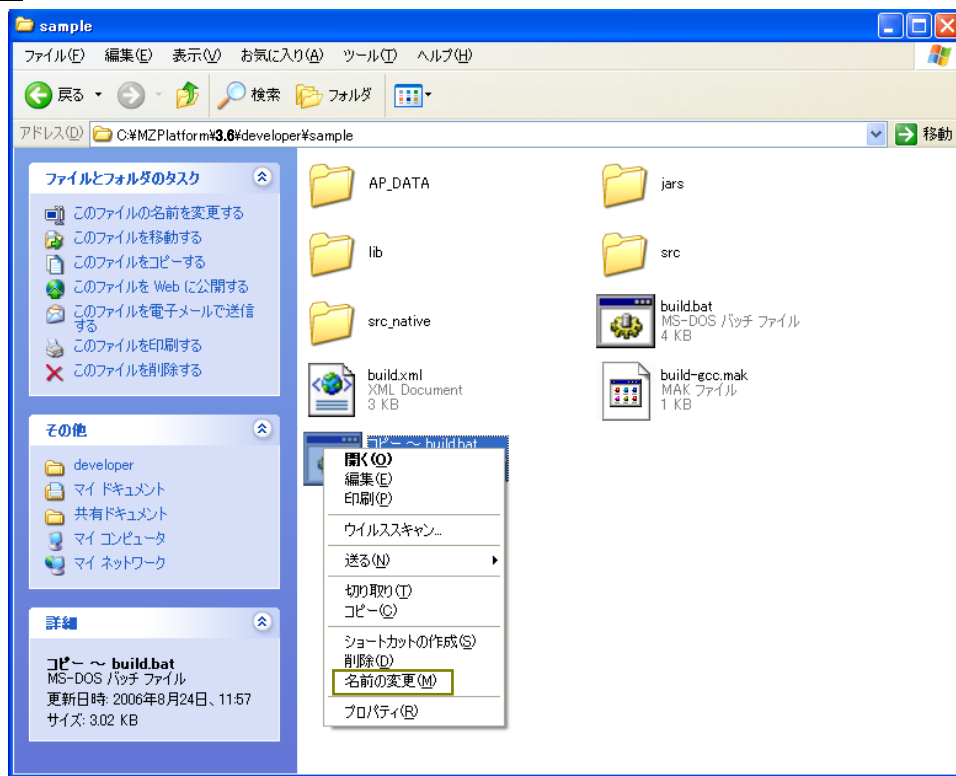 sample
ファイル(F) 編集(E) 表示(V) お気に入り(A) ツール(T) ヘルプ(H)
戻る 検索 フォルダ
アドレス(D) C:¥MZPlatform¥3.6¥developer¥sample 移動
ファイルとフォルダのタスク
このファイルの名前を変更する
このファイルを移動する
このファイルをコピーする
このファイルを Web に公開する
このファイルを電子メールで送信
する
このファイルを印刷する
このファイルを削除する
その他
developer
マイ ドキュメント
共有ドキュメント
マイ コンピュータ
マイ ネットワーク
詳細
コピー ～ build.bat
MS-DOS バッチ ファイル
更新日時: 2006年8月24日、11:57
サイズ: 3.02 KB
AP_DATA
jars
lib
src
src_native
build.bat
MS-DOS バッチ ファイル
4 KB
build.xml
XML Document
3 KB
build-gcc.mak
MAK ファイル
1 KB
コピー ～ build.bat
開く(O)
編集(E)
印刷(P)
ウイルススキャン...
送る(N)
切り取り(T)
コピー(C)
ショートカットの作成(S)
削除(D)
名前の変更(M)
プロパティ(R)